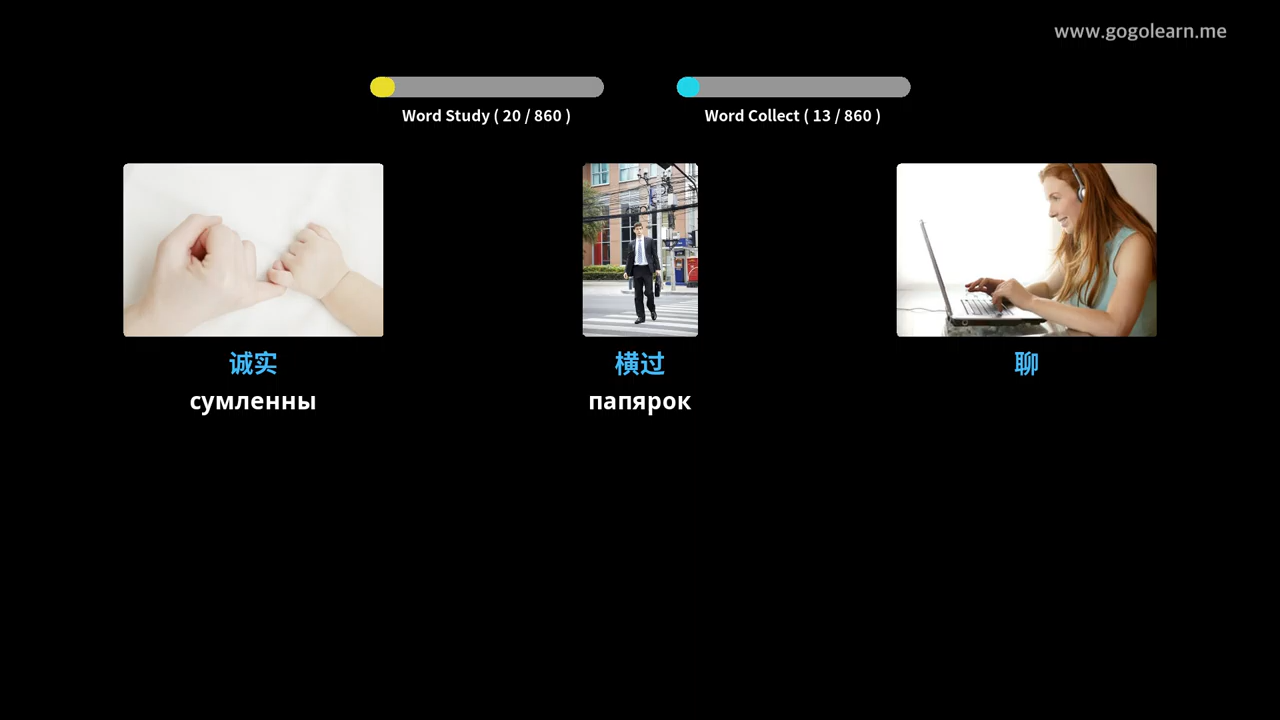 www.gogolearn.me
Word Study ( 20 / 860 )
Word Collect ( 13 / 860 )
诚实
横过
聊
сумленны
папярок